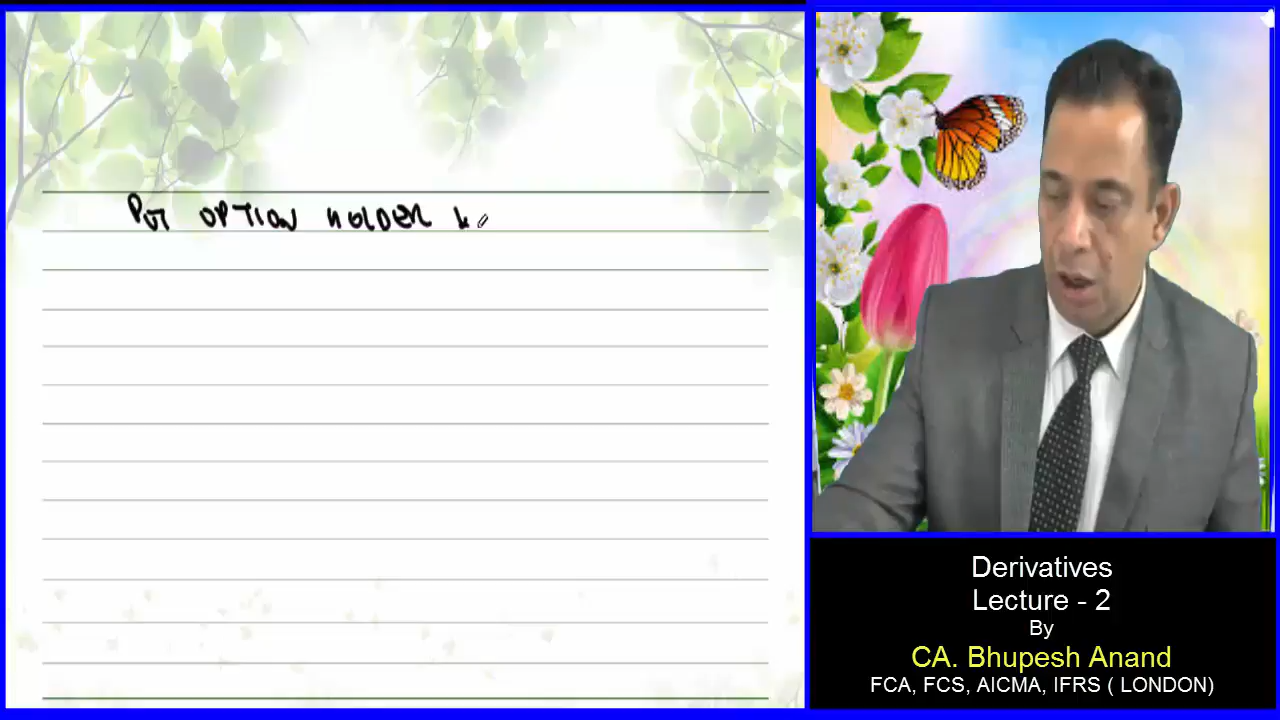 PUT OPTION HOLDER
Derivatives
Lecture - 2
By
CA. Bhupesh Anand
FCA, FCS, AICMA, IFRS ( LONDON)